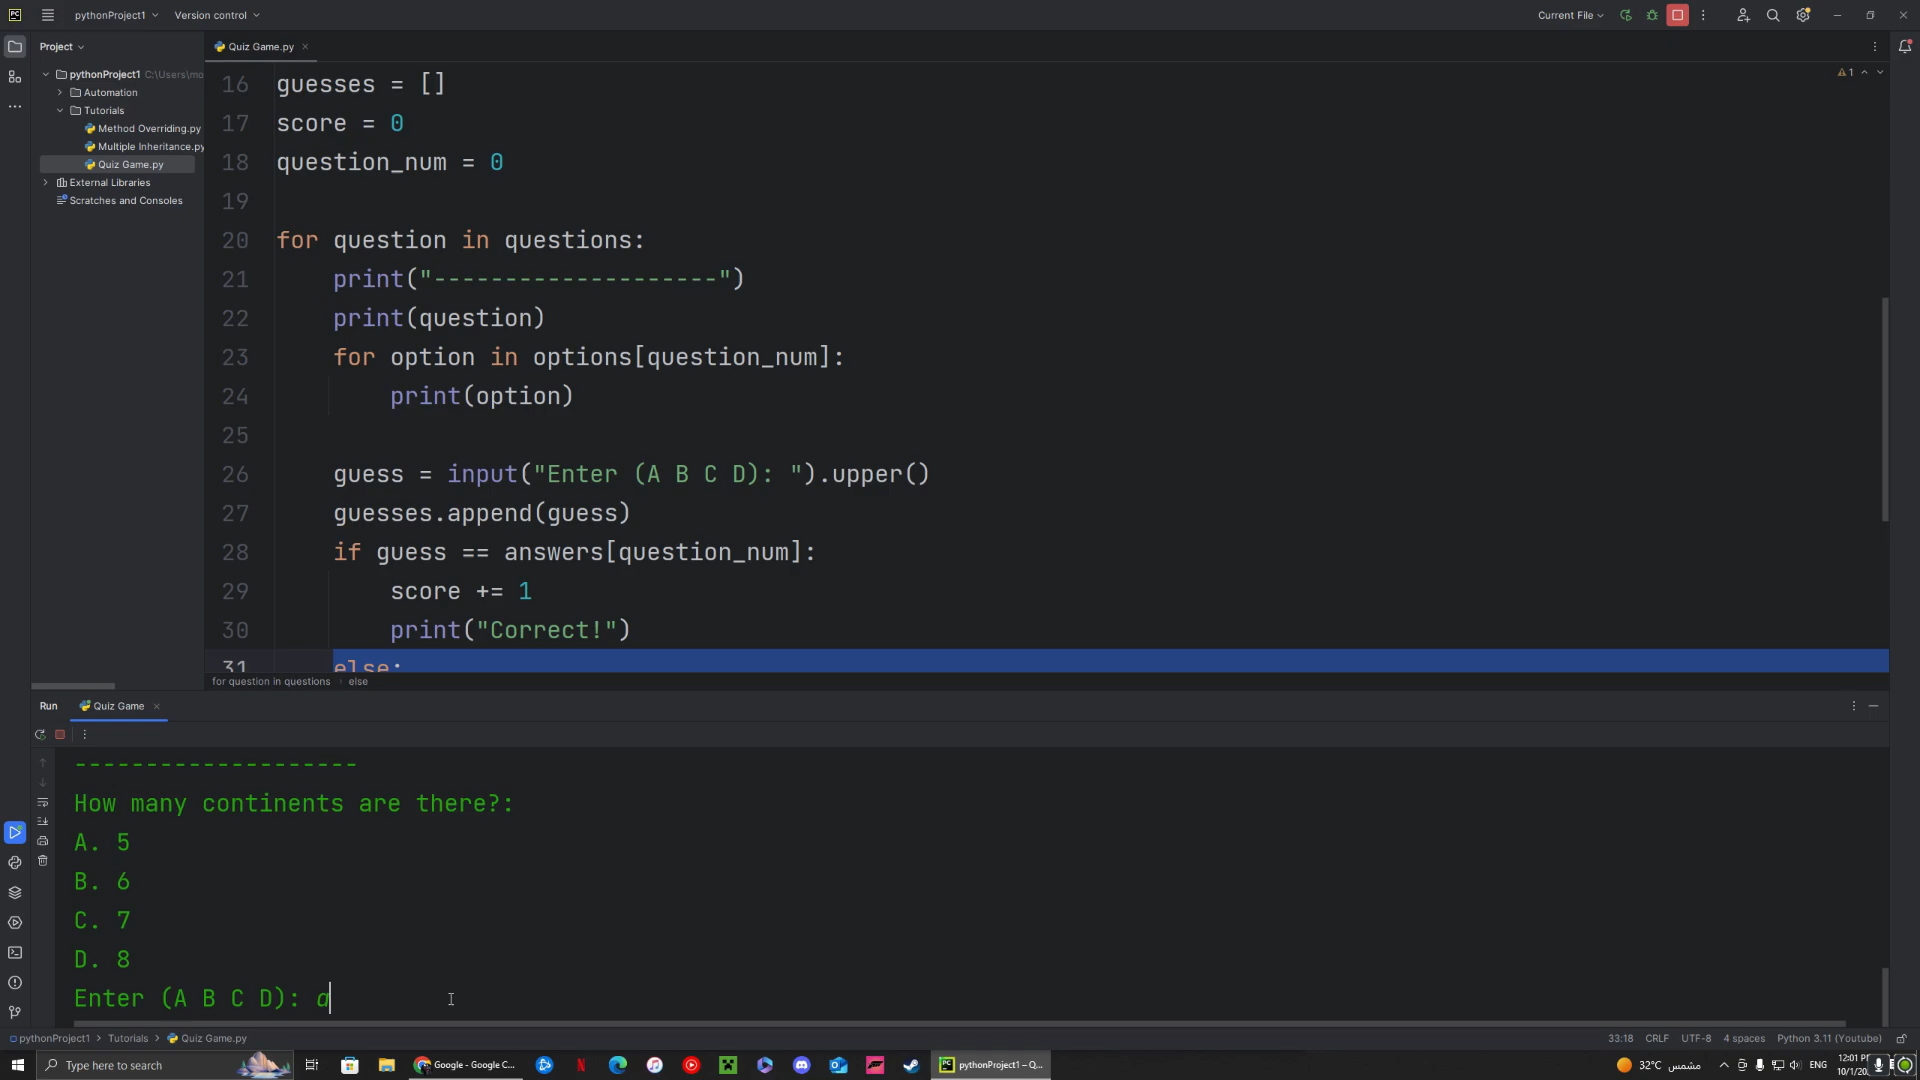 pythonProject1
Version control
Current File
Project
Quiz Game.py
pythonProject1 C:\Users\mo
Automation
Tutorials
Method Overriding.py
Multiple Inheritance.py
Quiz Game.py
External Libraries
Scratches and Consoles
1
16 guesses = []
17 score = 0
18 question_num = 0
19
20 for question in questions:
21 print("--------------------")
22 print(question)
23 for option in options[question_num]:
24 print(option)
25
26 guess = input("Enter (A B C D): ").upper()
27 guesses.append(guess)
28 if guess == answers[question_num]:
29 score += 1
30 print("Correct!")
31 else:
for question in questions › else
Run
Quiz Game
--------------------
How many continents are there?:
A. 5
B. 6
C. 7
D. 8
Enter (A B C D): a
pythonProject1 › Tutorials › Quiz Game.py
33:18 CRLF UTF-8 4 spaces Python 3.11 (Youtube)
Type here to search
Google - Google C...
pythonProject1 – Q...
32°C مشمس
ENG
12:01
10/1/20